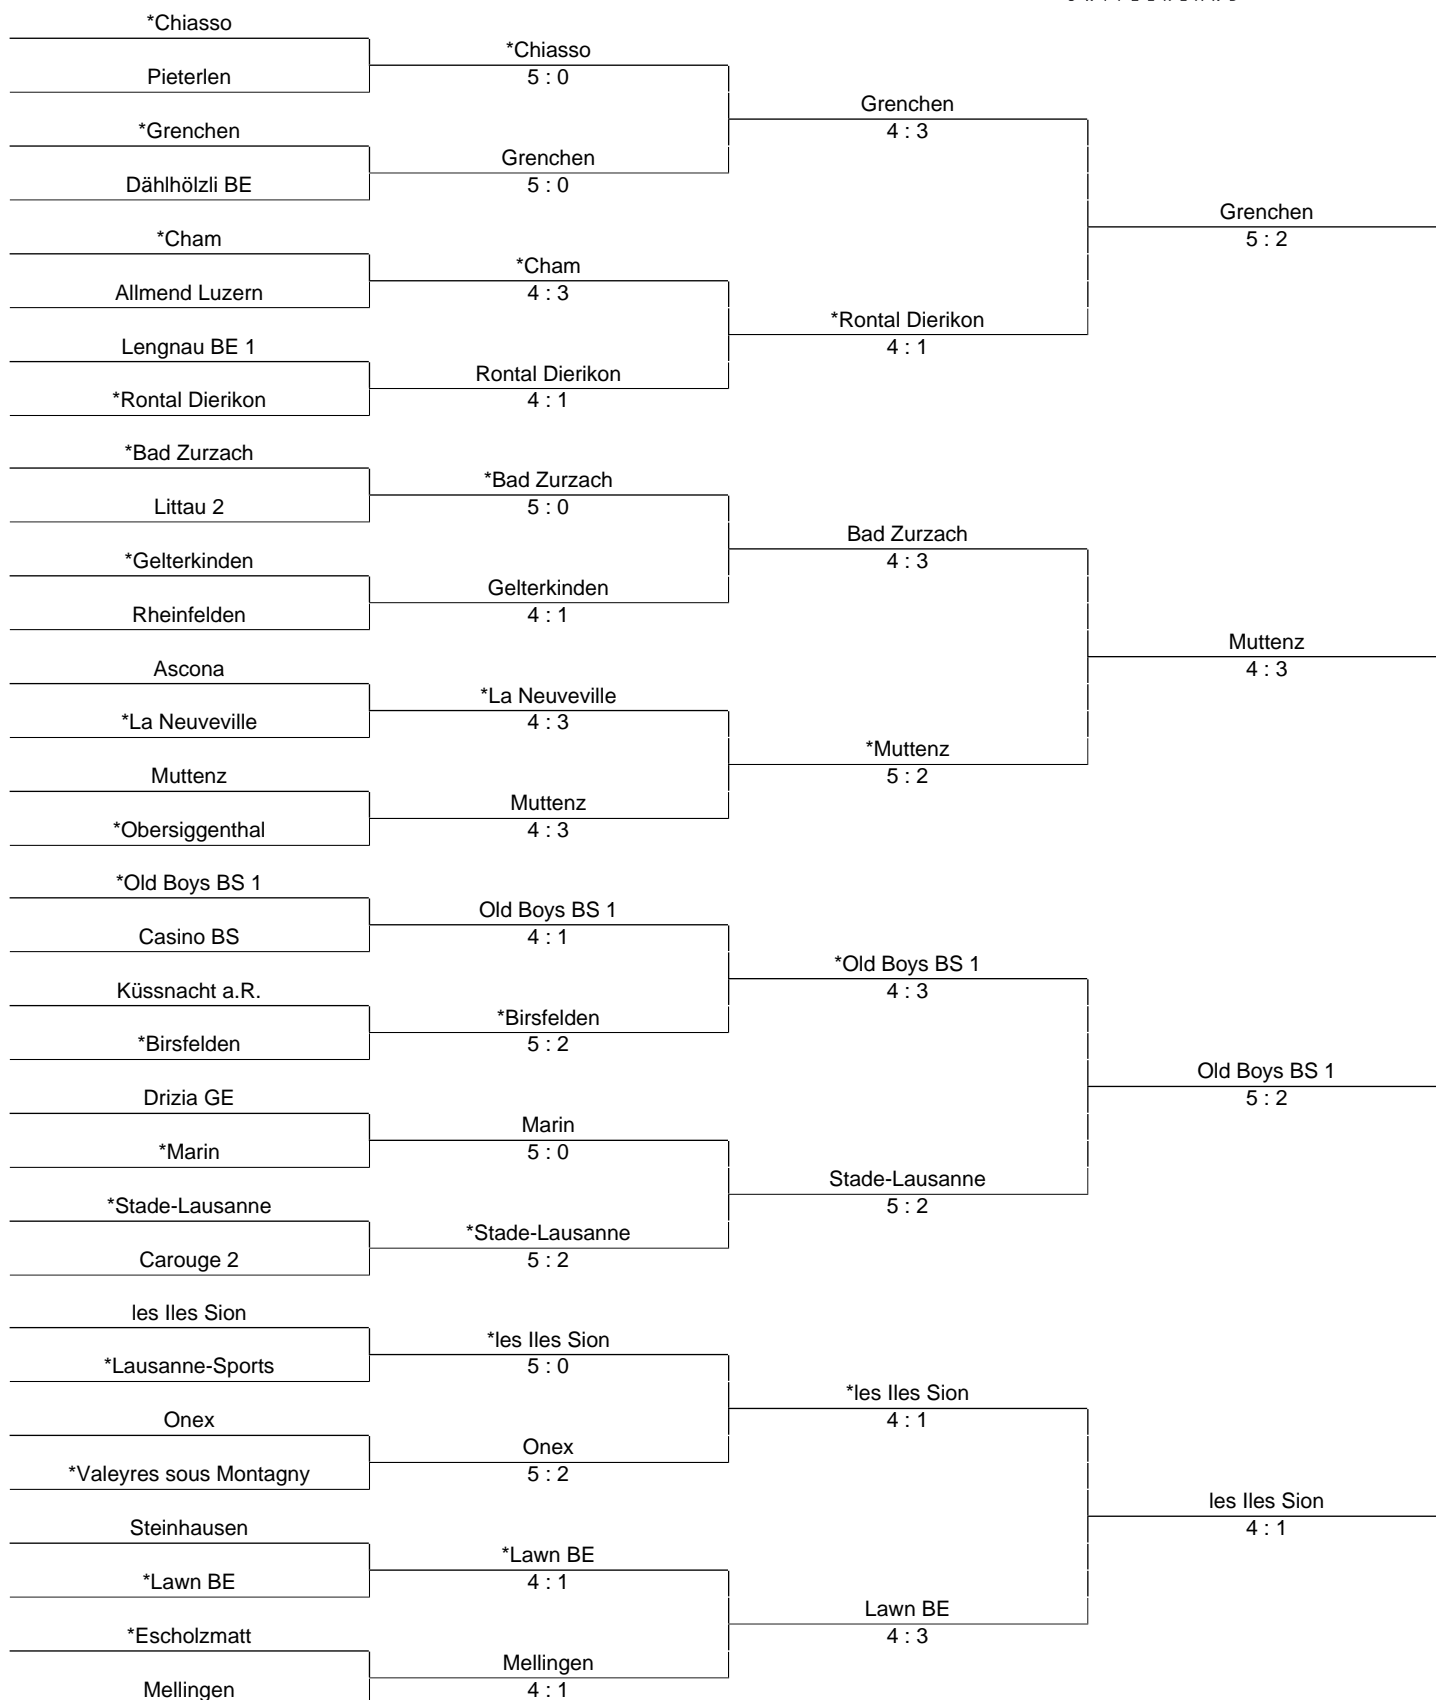 *Chiasso
Pieterlen
*Grenchen
Dählhölzli BE
*Cham
Allmend Luzern
Lengnau BE 1
*Rontal Dierikon
*Bad Zurzach
Littau 2
*Gelterkinden
Rheinfelden
Ascona
*La Neuveville
Muttenz
*Obersiggenthal
*Old Boys BS 1
Casino BS
Küssnacht a.R.
*Birsfelden
Drizia GE
*Marin
*Stade-Lausanne
Carouge 2
les Iles Sion
*Lausanne-Sports
Onex
*Valeyres sous Montagny
Steinhausen
*Lawn BE
*Escholzmatt
Mellingen
*Chiasso
5 : 0
Grenchen
5 : 0
*Cham
4 : 3
Rontal Dierikon
4 : 1
*Bad Zurzach
5 : 0
Gelterkinden
4 : 1
*La Neuveville
4 : 3
Muttenz
4 : 3
Old Boys BS 1
4 : 1
*Birsfelden
5 : 2
Marin
5 : 0
*Stade-Lausanne
5 : 2
*les Iles Sion
5 : 0
Onex
5 : 2
*Lawn BE
4 : 1
Mellingen
4 : 1
Grenchen
4 : 3
*Rontal Dierikon
4 : 1
Bad Zurzach
4 : 3
*Muttenz
5 : 2
*Old Boys BS 1
4 : 3
Stade-Lausanne
5 : 2
*les Iles Sion
4 : 1
Lawn BE
4 : 3
Grenchen
5 : 2
Muttenz
4 : 3
Old Boys BS 1
5 : 2
les Iles Sion
4 : 1